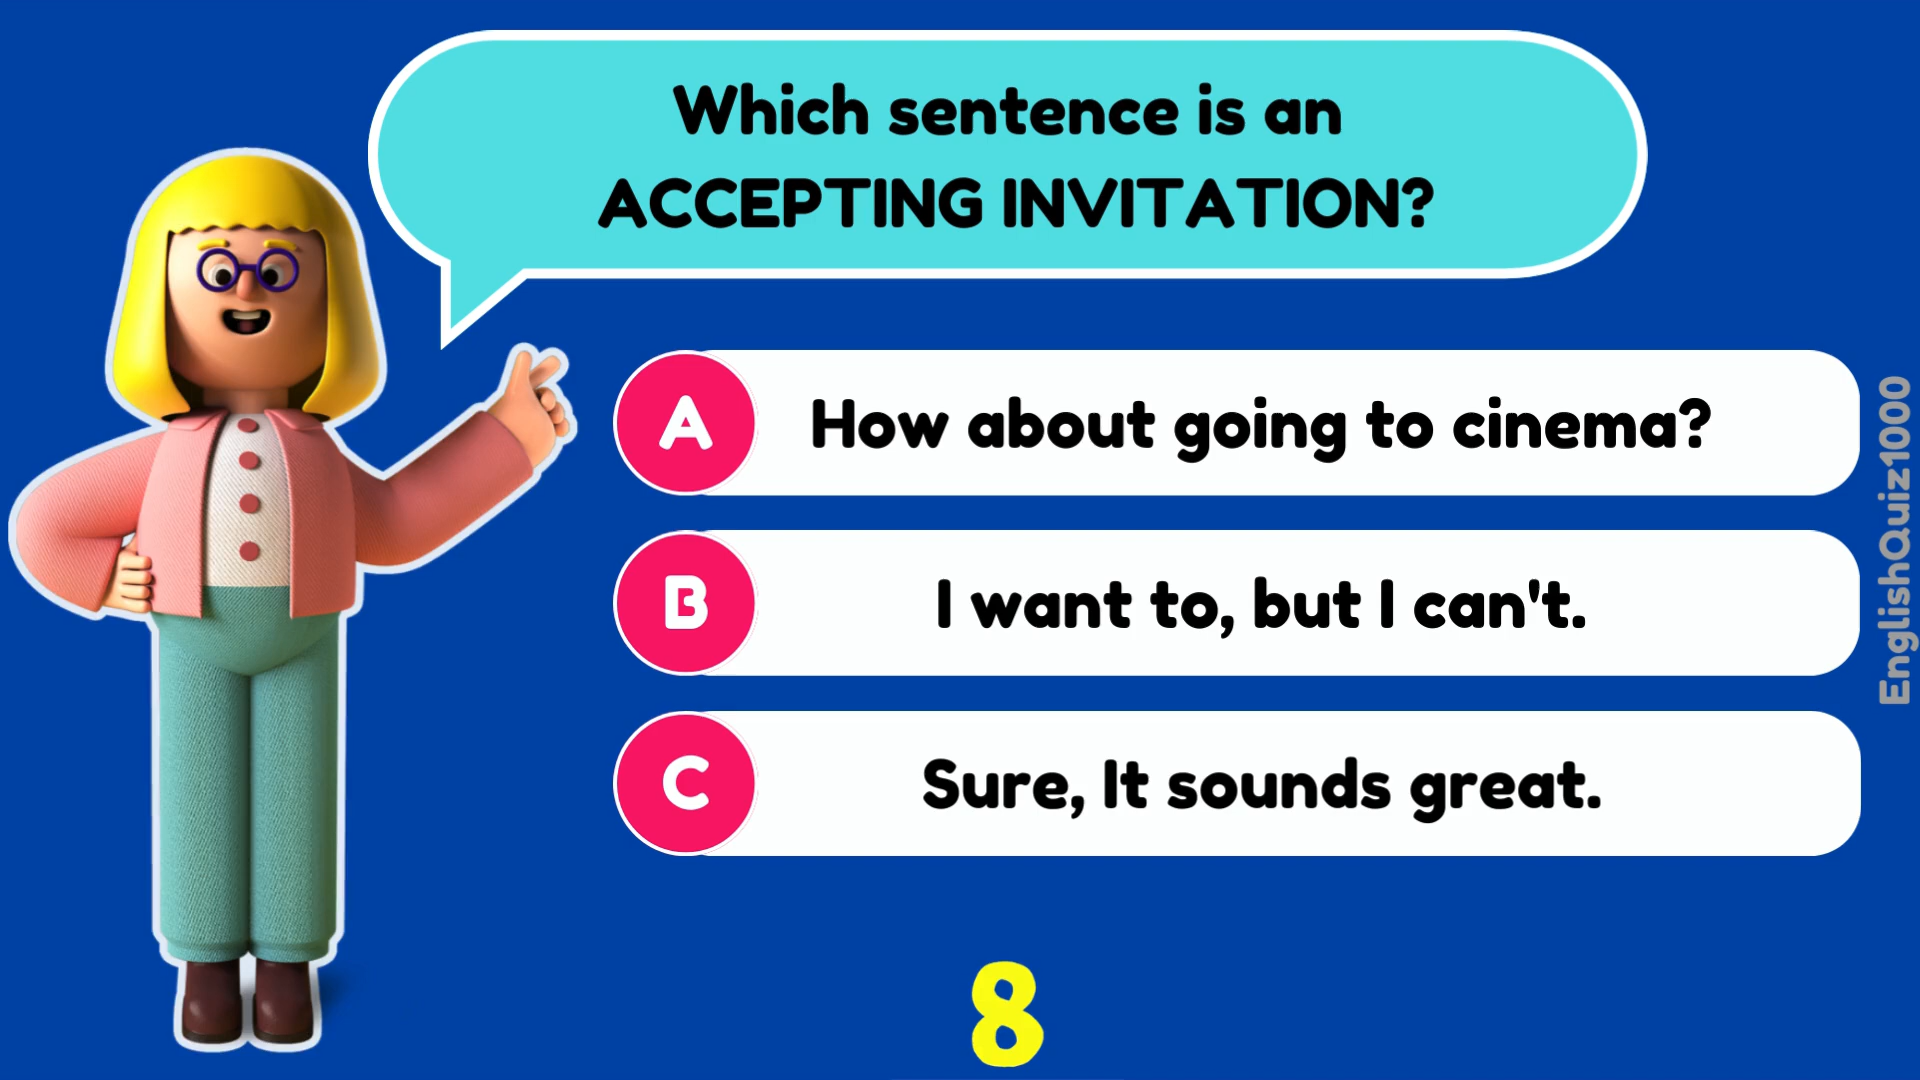 Which sentence is an
ACCEPTING INVITATION?
A
How about going to cinema?
B
I want to, but I can't.
C
Sure, It sounds great.
8
EnglishQuiz1000